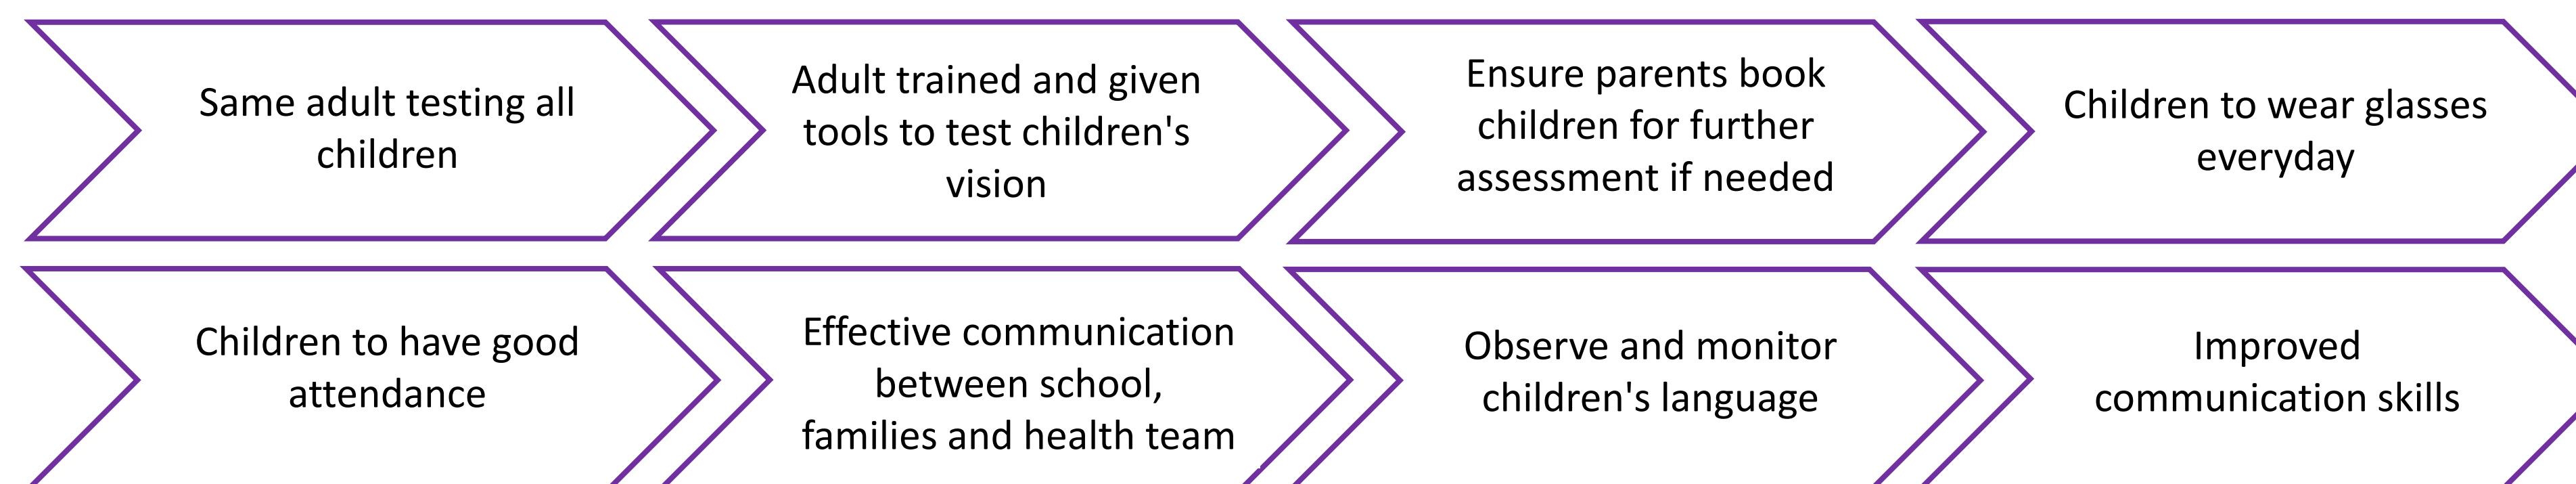 Same adult testing all
children
Adult trained and given
tools to test children's
vision
Ensure parents book
children for further
assessment if needed
Children to wear glasses
everyday
Children to have good
attendance
Effective communication
between school,
families and health team
Observe and monitor
children's language
Improved
communication skills